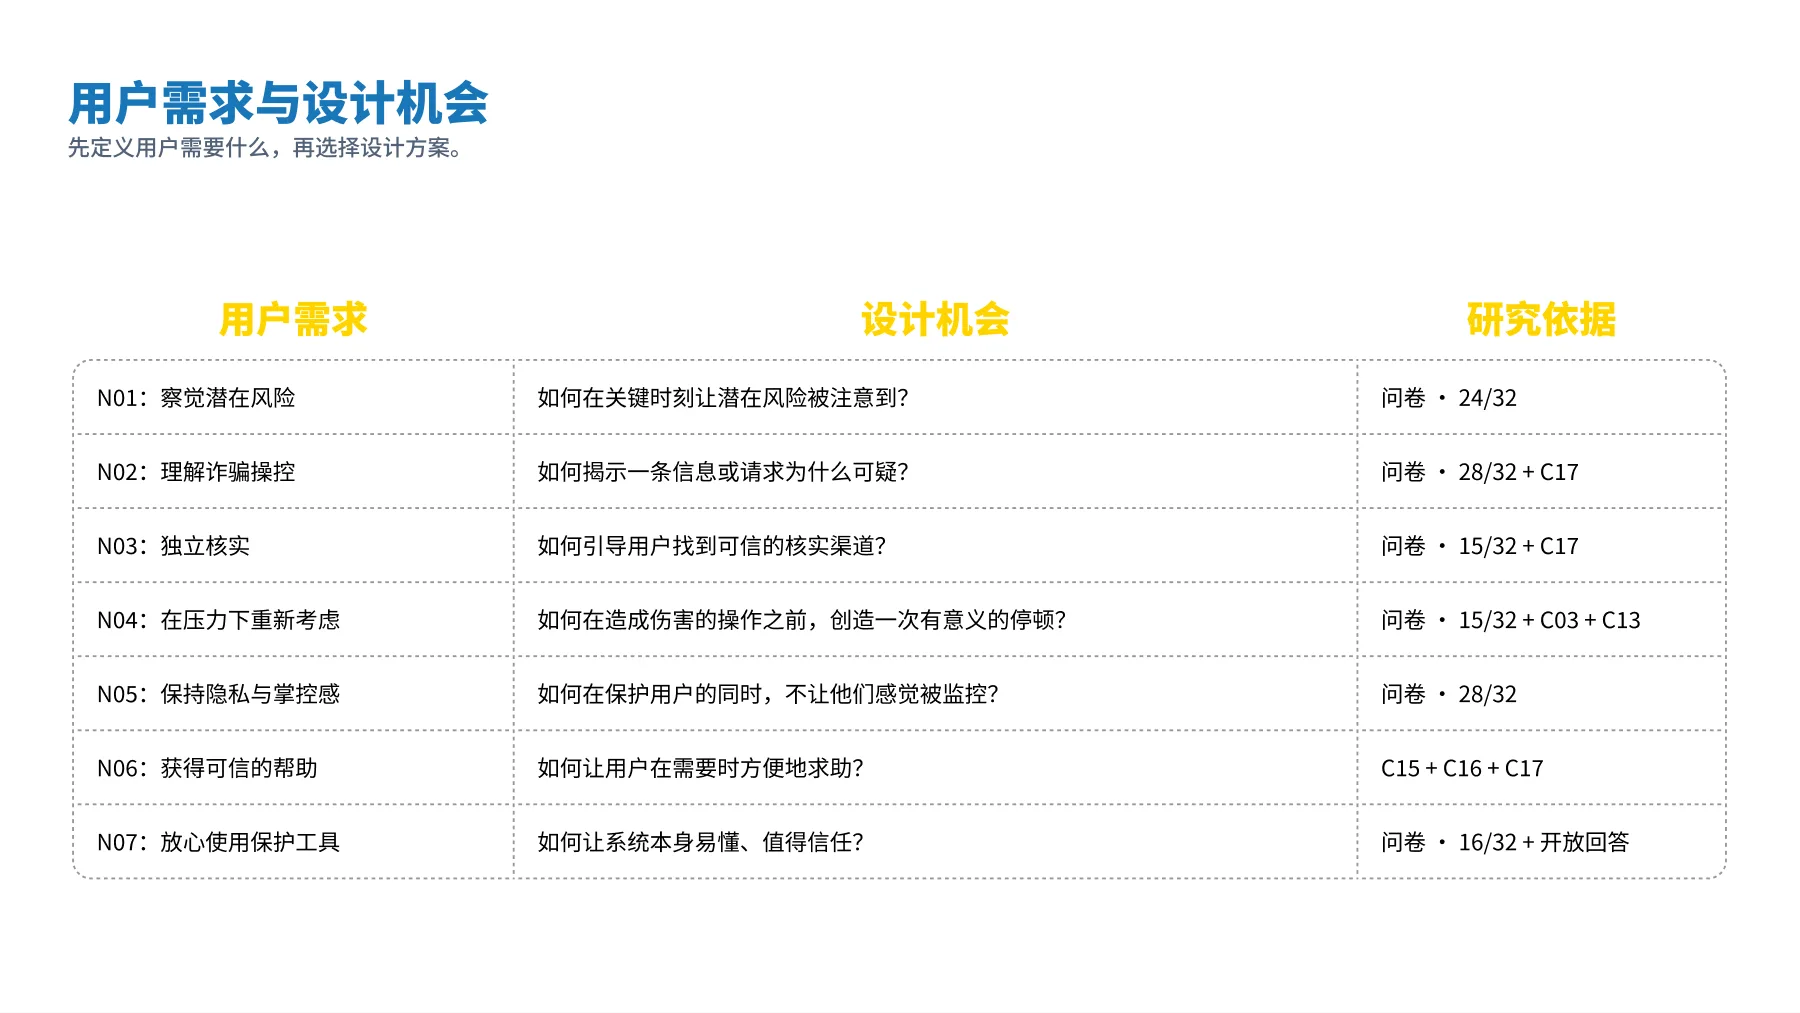 用户需求与设计机会
先定义用户需要什么，再选择设计方案。
用户需求 设计机会 研究依据
N01：察觉潜在风险 如何在关键时刻让潜在风险被注意到？ 问卷 · 24/32
N02：理解诈骗操控 如何揭示一条信息或请求为什么可疑？ 问卷 · 28/32 + C17
N03：独立核实 如何引导用户找到可信的核实渠道？ 问卷 · 15/32 + C17
N04：在压力下重新考虑 如何在造成伤害的操作之前，创造一次有意义的停顿？ 问卷 · 15/32 + C03 + C13
N05：保持隐私与掌控感 如何在保护用户的同时，不让他们感觉被监控？ 问卷 · 28/32
N06：获得可信的帮助 如何让用户在需要时方便地求助？ C15 + C16 + C17
N07：放心使用保护工具 如何让系统本身易懂、值得信任？ 问卷 · 16/32 + 开放回答